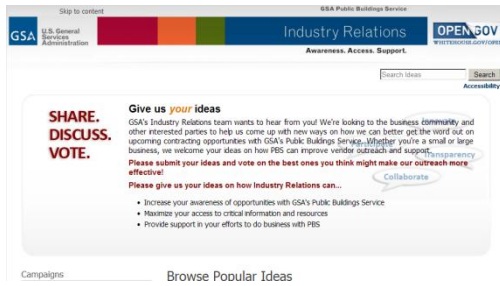 Skip to content
GSA Public Buildings Service
GSA
U.S. General
Services
Administration
Industry Relations
OPEN GOV
WHITEHOUSE.GOV/OPEN
Awareness. Access. Support.
Search Ideas
Search
Accessibility
SHARE.
DISCUSS.
VOTE.
Give us your ideas
GSA's Industry Relations team wants to hear from you! We're looking to the business community and
other interested parties to help us come up with new ways on how we can better get the word out on
upcoming contracting opportunities with GSA's Public Buildings Service. Whether you're a small or large
business, we welcome your ideas on how PBS can improve vendor outreach and support.
Transparency
Collaborate
Please submit your ideas and vote on the best ones you think might make our outreach more
effective!
Please give us your ideas on how Industry Relations can...
• Increase your awareness of opportunities with GSA's Public Buildings Service
• Maximize your access to critical information and resources
• Provide support in your efforts to do business with PBS
Campaigns
Browse Popular Ideas